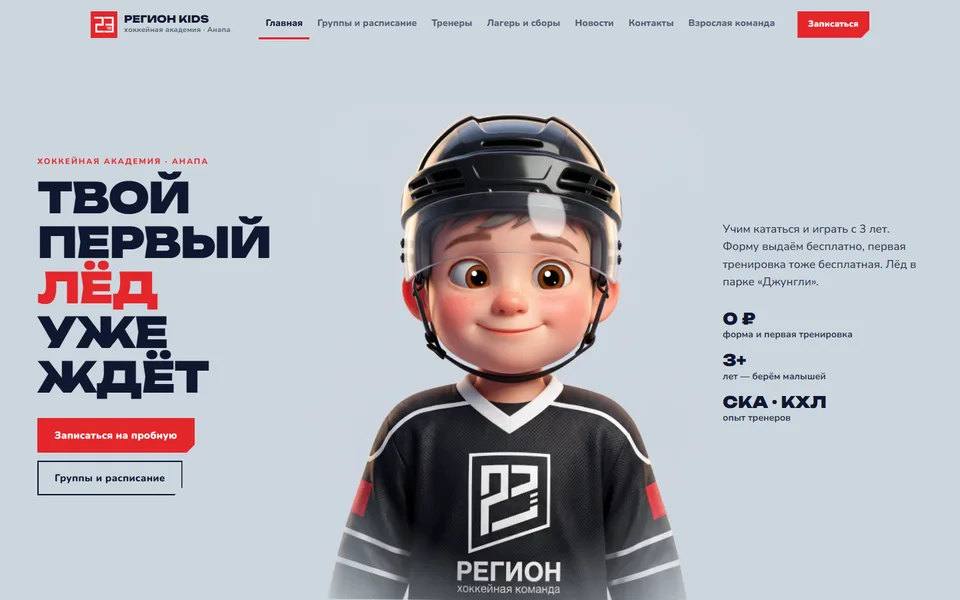 23
РЕГИОН KIDS
хоккейная академия · Анапа
Главная
Группы и расписание
Тренеры
Лагерь и сборы
Новости
Контакты
Взрослая команда
Записаться
ХОККЕЙНАЯ АКАДЕМИЯ · АНАПА
ТВОЙ
ПЕРВЫЙ
ЛЁД
УЖЕ
ЖДЁТ
Записаться на пробную
Группы и расписание
23
РЕГИОН
хоккейная команда
Учим кататься и играть с 3 лет.
Форму выдаём бесплатно, первая
тренировка тоже бесплатная. Лёд в
парке «Джунгли».
0 ₽
форма и первая тренировка
3+
лет — берём малышей
СКА · КХЛ
опыт тренеров